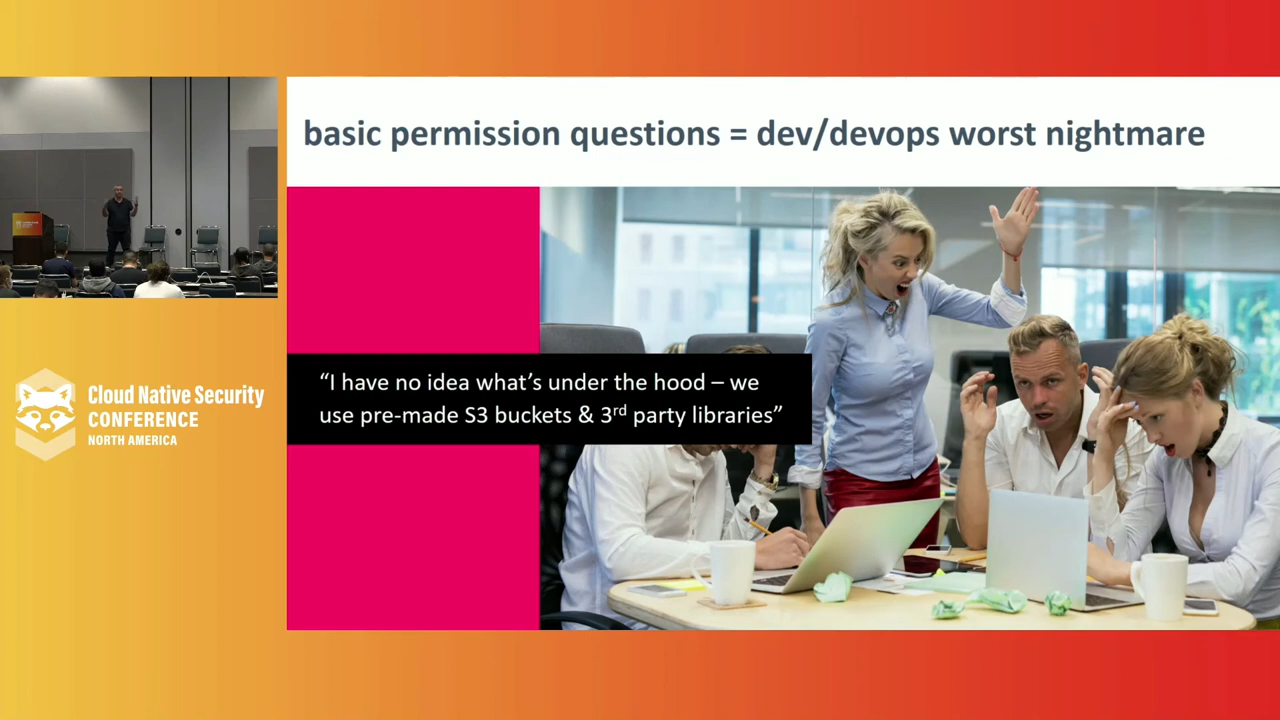 basic permission questions = dev/devops worst nightmare
“I have no idea what’s under the hood – we
use pre-made S3 buckets & 3rd party libraries”
Cloud Native Security
CONFERENCE
NORTH AMERICA